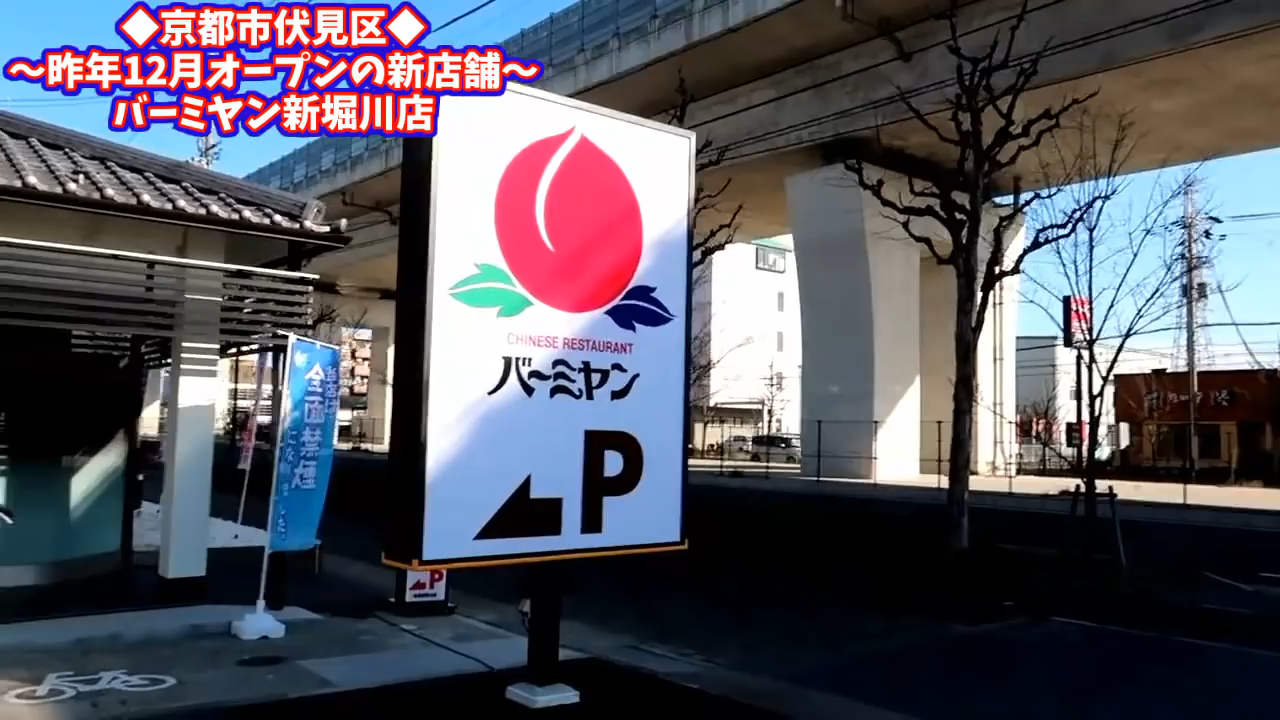 ◆京都市伏見区◆
〜昨年12月オープンの新店舗〜
バーミヤン新堀川店
CHINESE RESTAURANT
バーミヤン
P
全面禁煙
P